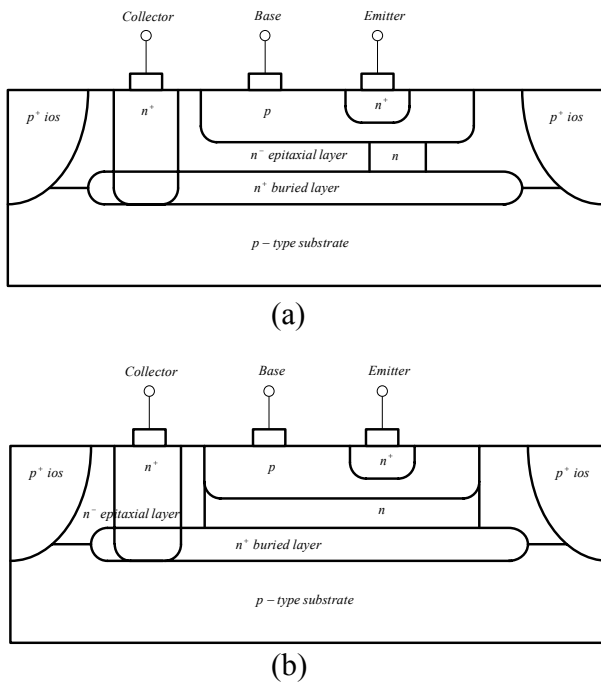 Collector Base Emitter
p⁺ ios n⁺ p n⁺ p⁺ ios
n⁻ epitaxial layer n
n⁺ buried layer
p – type substrate
(a)
Collector Base Emitter
p⁺ ios n⁺ p n⁺ p⁺ ios
n⁻ epitaxial layer n
n⁺ buried layer
p – type substrate
(b)